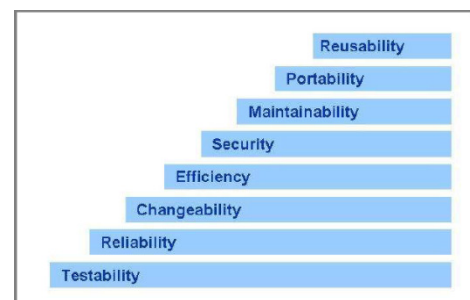 Reusability
Portability
Maintainability
Security
Efficiency
Changeability
Reliability
Testability